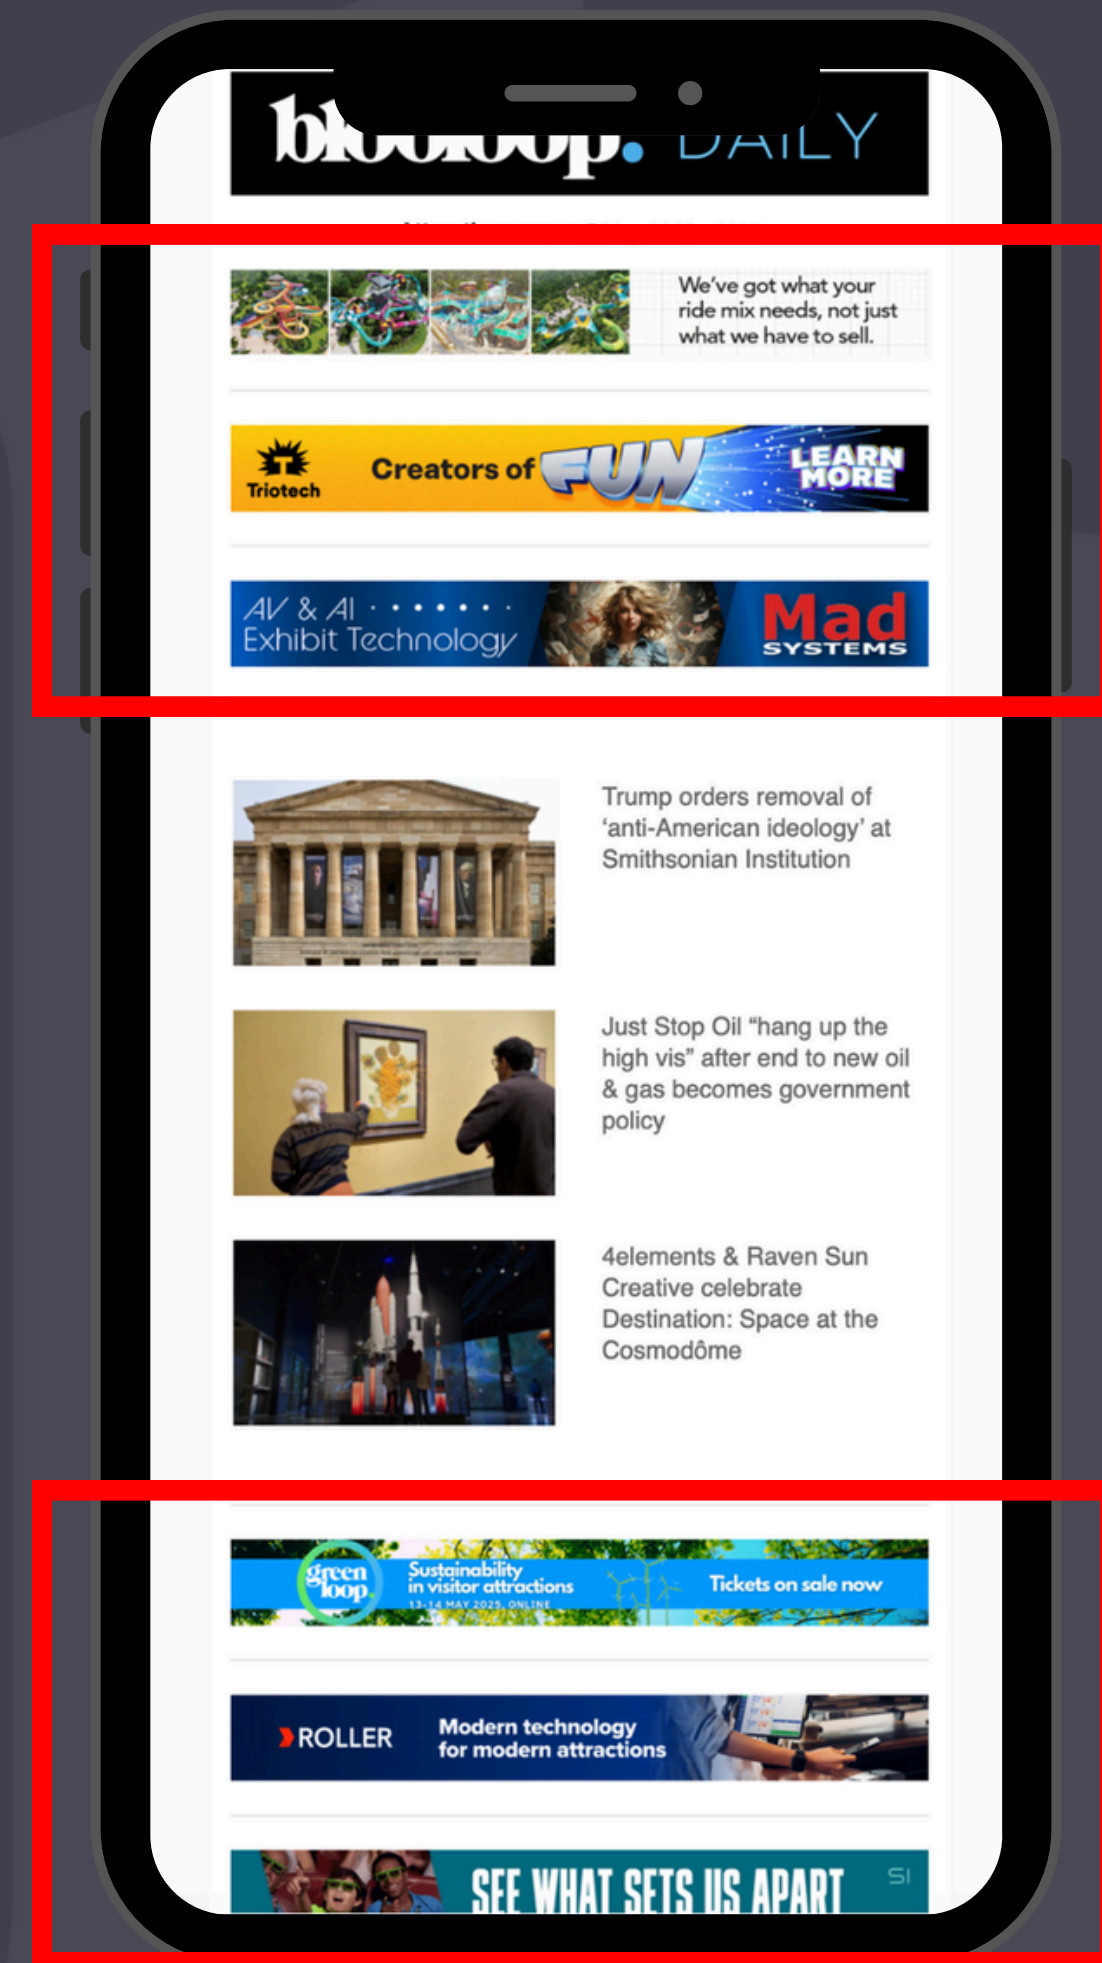 blooloop. DAILY
We've got what your
ride mix needs, not just
what we have to sell.
Triotech
Creators of FUN
LEARN
MORE
AV & AI
Exhibit Technology
Mad
SYSTEMS
Trump orders removal of
‘anti-American ideology’ at
Smithsonian Institution
Just Stop Oil “hang up the
high vis” after end to new oil
& gas becomes government
policy
4elements & Raven Sun
Creative celebrate
Destination: Space at the
Cosmodôme
green
loop.
Sustainability
in visitor attractions
13-14 MAY 2025, ONLINE
Tickets on sale now
ROLLER
Modern technology
for modern attractions
SEE WHAT SETS US APART
SI